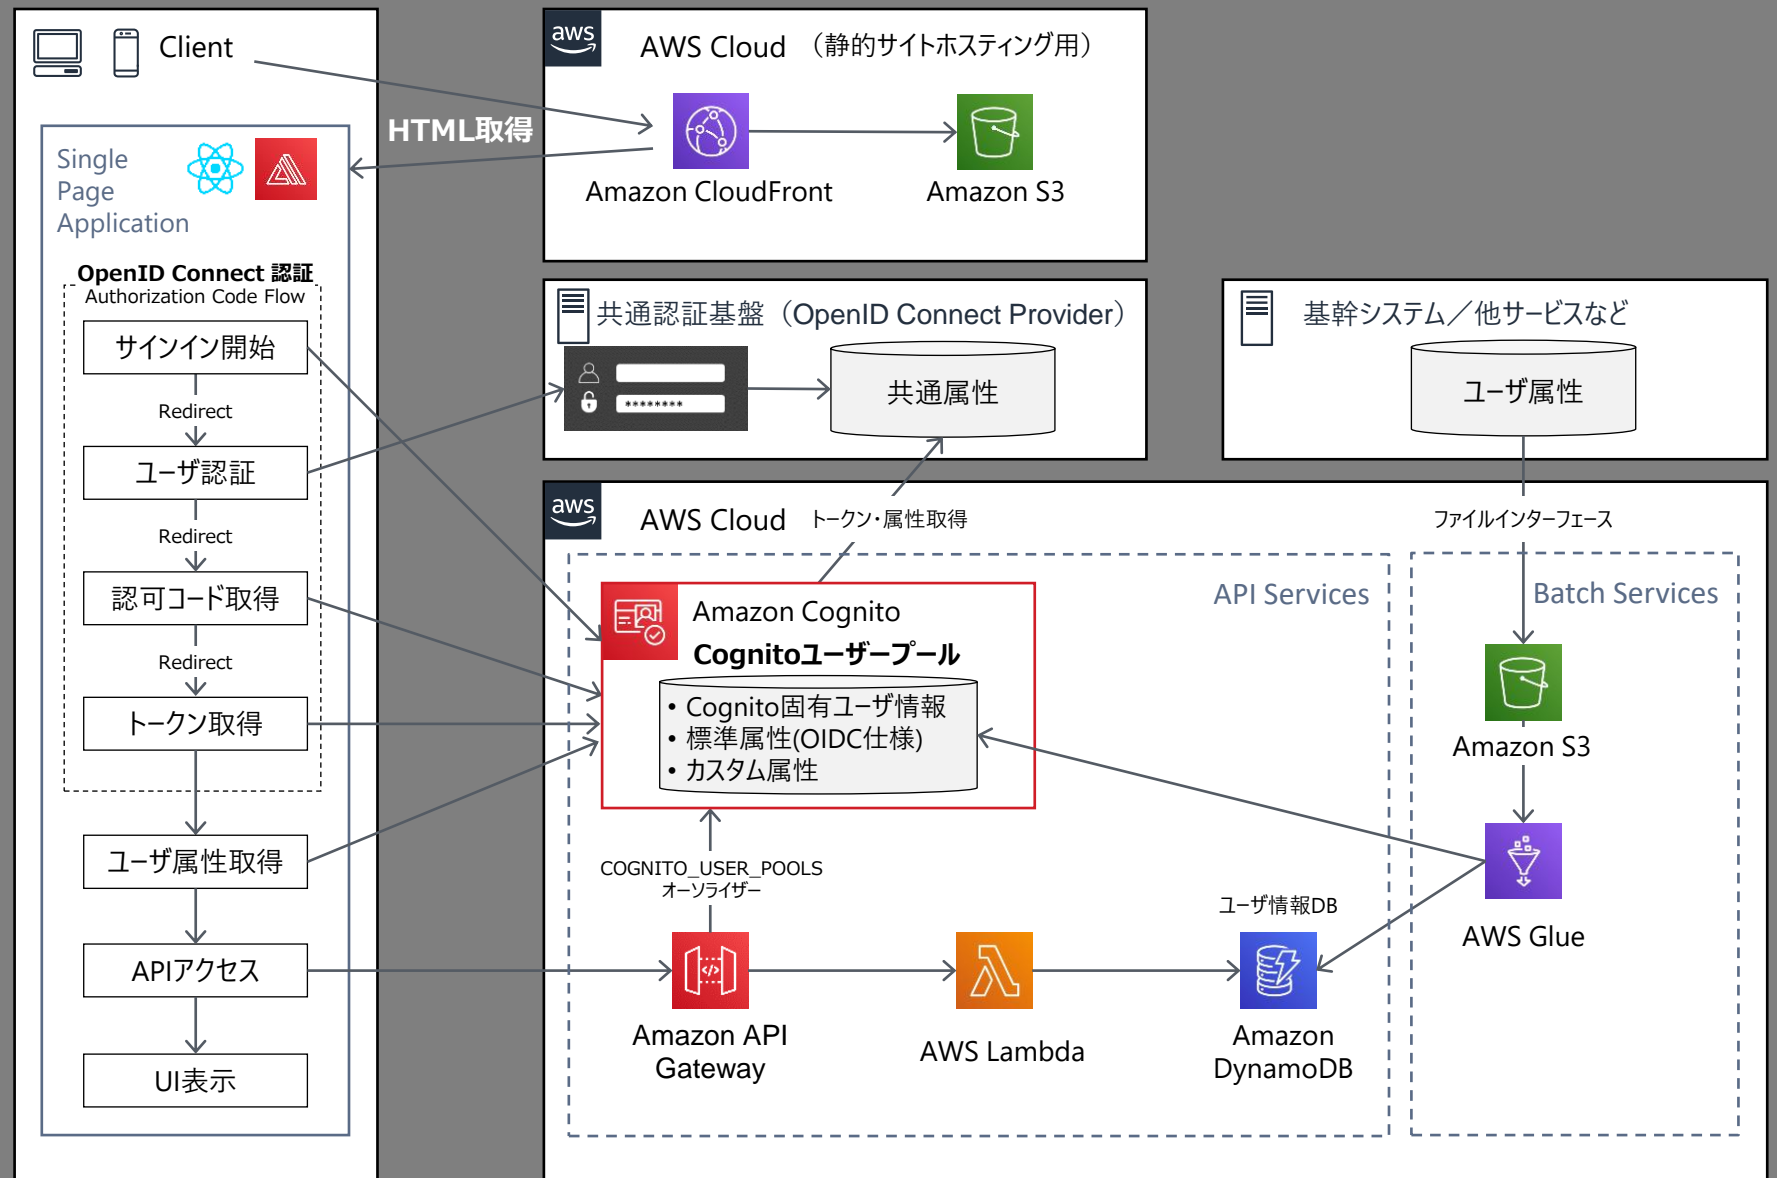 Client
HTML取得
Single
Page
Application
OpenID Connect 認証
Authorization Code Flow
サインイン開始
Redirect
ユーザ認証
Redirect
認可コード取得
Redirect
トークン取得
ユーザ属性取得
APIアクセス
UI表示
aws
AWS Cloud （静的サイトホスティング用）
Amazon CloudFront
Amazon S3
共通認証基盤（OpenID Connect Provider）
********
共通属性
基幹システム／他サービスなど
ユーザ属性
aws
AWS Cloud
トークン・属性取得
ファイルインターフェース
API Services
Batch Services
Amazon Cognito
Cognitoユーザープール
• Cognito固有ユーザ情報
• 標準属性(OIDC仕様)
• カスタム属性
COGNITO_USER_POOLS
オーソライザー
Amazon API
Gateway
AWS Lambda
ユーザ情報DB
Amazon
DynamoDB
Amazon S3
AWS Glue